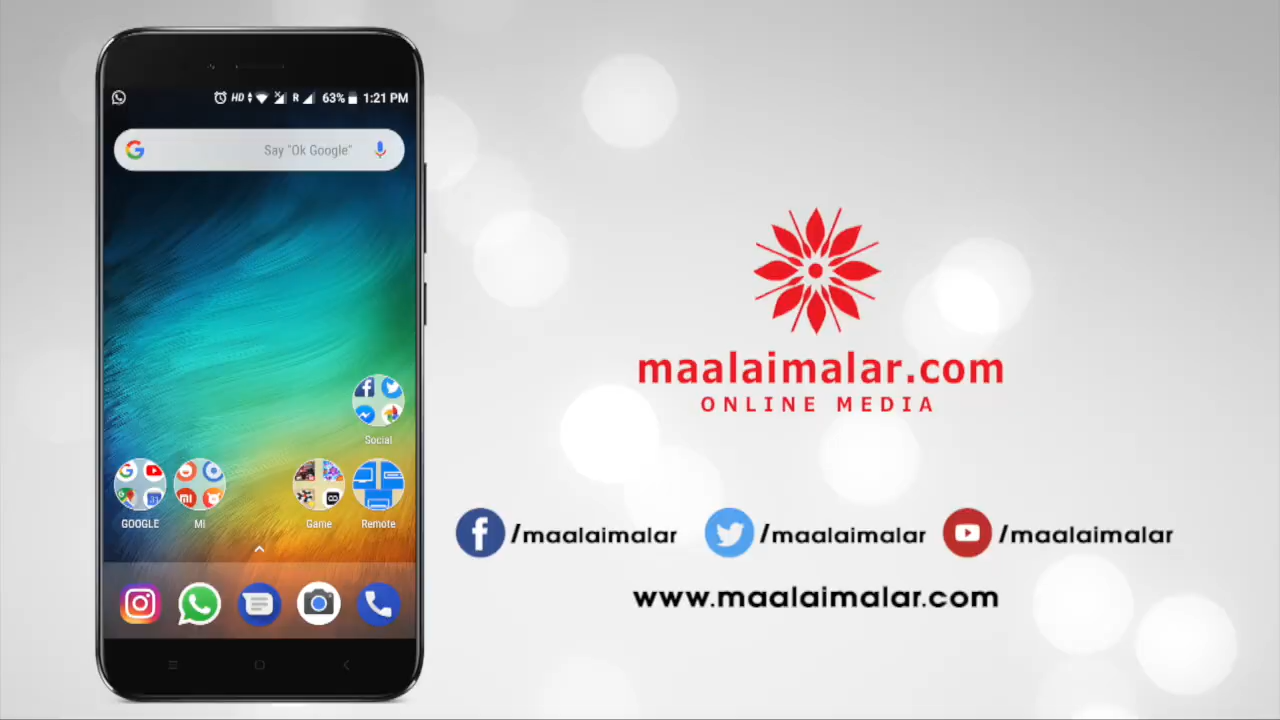 HD R 63% 1:21 PM
Say "Ok Google"
Social
GOOGLE Mi Game Remote
maalaimalar.com
ONLINE MEDIA
/maalaimalar /maalaimalar /maalaimalar
www.maalaimalar.com